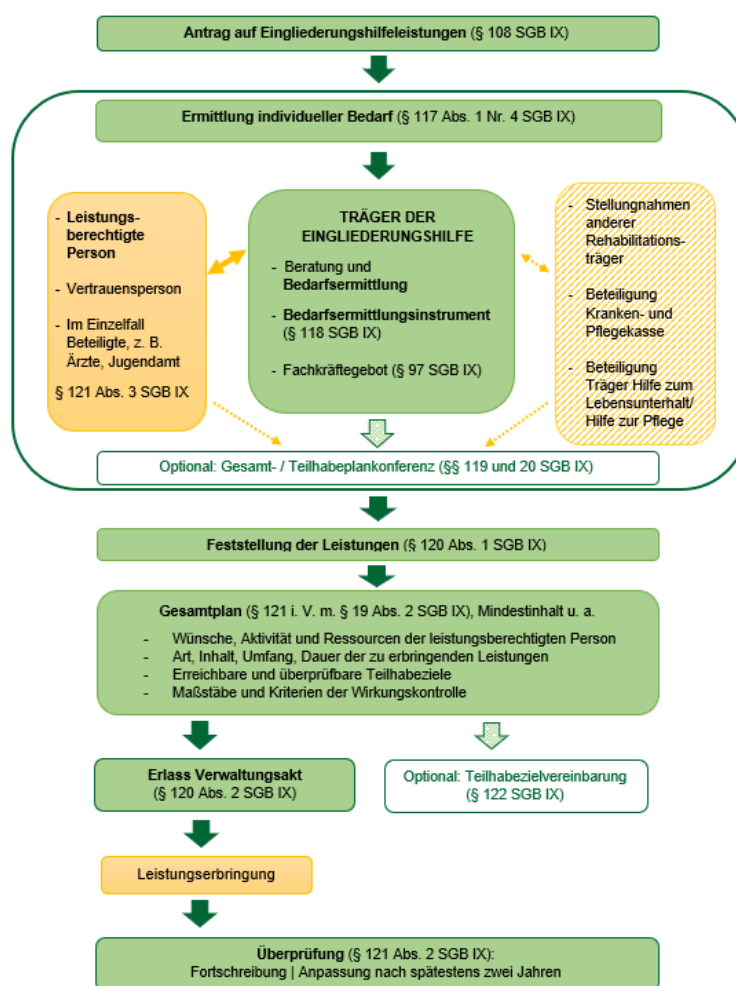 Antrag auf Eingliederungshilfeleistungen (§ 108 SGB IX)
Ermittlung individueller Bedarf (§ 117 Abs. 1 Nr. 4 SGB IX)
- Leistungs-
berechtigte
Person
- Vertrauensperson
- Im Einzelfall
Beteiligte, z. B.
Ärzte, Jugendamt
§ 121 Abs. 3 SGB IX
TRÄGER DER
EINGLIEDERUNGSHILFE
- Beratung und
Bedarfsermittlung
- Bedarfsermittlungsinstrument
(§ 118 SGB IX)
- Fachkräftegebot (§ 97 SGB IX)
- Stellungnahmen
anderer
Rehabilitations-
träger
- Beteiligung
Kranken- und
Pflegekasse
- Beteiligung
Träger Hilfe zum
Lebensunterhalt/
Hilfe zur Pflege
Optional: Gesamt- / Teilhabeplankonferenz (§§ 119 und 20 SGB IX)
Feststellung der Leistungen (§ 120 Abs. 1 SGB IX)
Gesamtplan (§ 121 i. V. m. § 19 Abs. 2 SGB IX), Mindestinhalt u. a.
- Wünsche, Aktivität und Ressourcen der leistungsberechtigten Person
- Art, Inhalt, Umfang, Dauer der zu erbringenden Leistungen
- Erreichbare und überprüfbare Teilhabeziele
- Maßstäbe und Kriterien der Wirkungskontrolle
Erlass Verwaltungsakt
(§ 120 Abs. 2 SGB IX)
Optional: Teilhabezielvereinbarung
(§ 122 SGB IX)
Leistungserbringung
Überprüfung (§ 121 Abs. 2 SGB IX):
Fortschreibung | Anpassung nach spätestens zwei Jahren